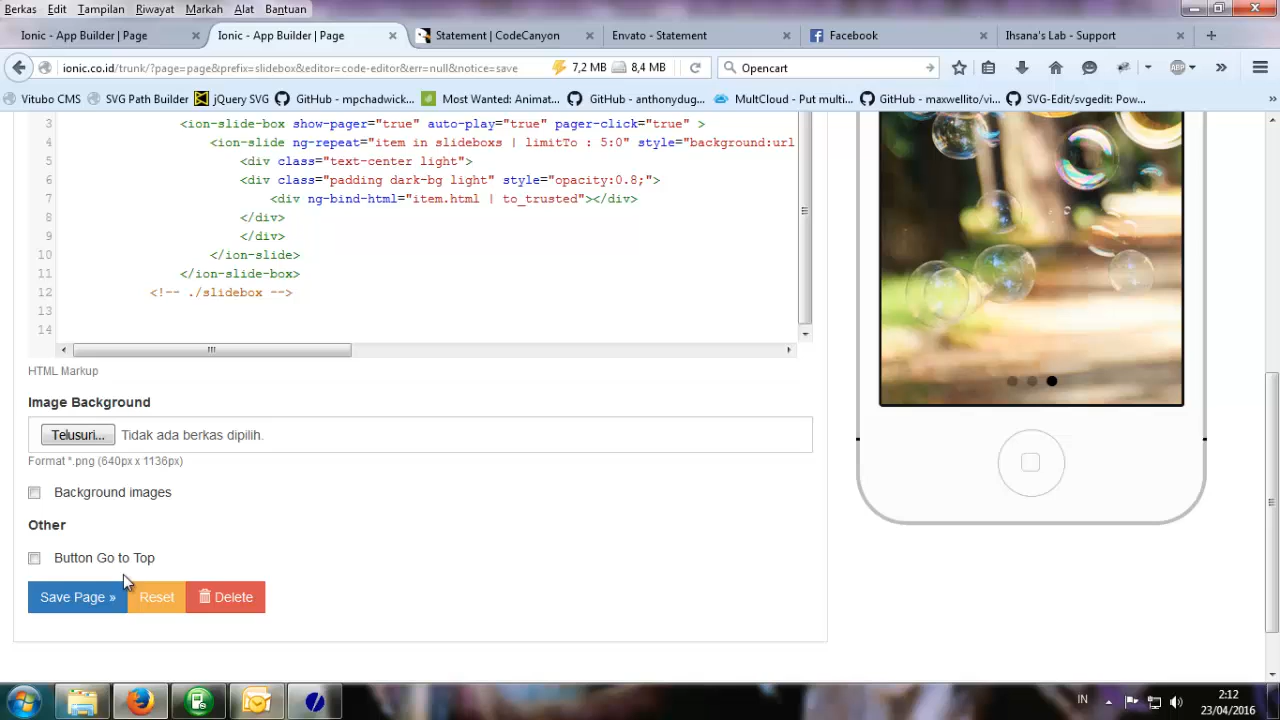 Berkas Edit Tampilan Riwayat Markah Alat Bantuan
Ionic - App Builder | Page Ionic - App Builder | Page Statement | CodeCanyon Envato - Statement Facebook Ihsana's Lab - Support
ionic.co.id/trunk/?page=page&prefix=slidebox&editor=code-editor&err=null&notice=save 7,2 MB 8,4 MB Opencart
Vitubo CMS SVG Path Builder jQuery SVG GitHub - mpchadwick... Most Wanted: Animat... GitHub - anthonydug... MultCloud - Put multi... GitHub - maxwellito/vi... SVG-Edit/svgedit: Pow...
3 <ion-slide-box show-pager="true" auto-play="true" pager-click="true" >
4 <ion-slide ng-repeat="item in slideboxs | limitTo : 5:0" style="background:url
5 <div class="text-center light">
6 <div class="padding dark-bg light" style="opacity:0.8;">
7 <div ng-bind-html="item.html | to_trusted"></div>
8 </div>
9 </div>
10 </ion-slide>
11 </ion-slide-box>
12 <!-- ./slidebox -->
13
14
HTML Markup
Image Background
Telusuri... Tidak ada berkas dipilih.
Format *.png (640px x 1136px)
Background images
Other
Button Go to Top
Save Page » Reset Delete
IN 2:12
23/04/2016